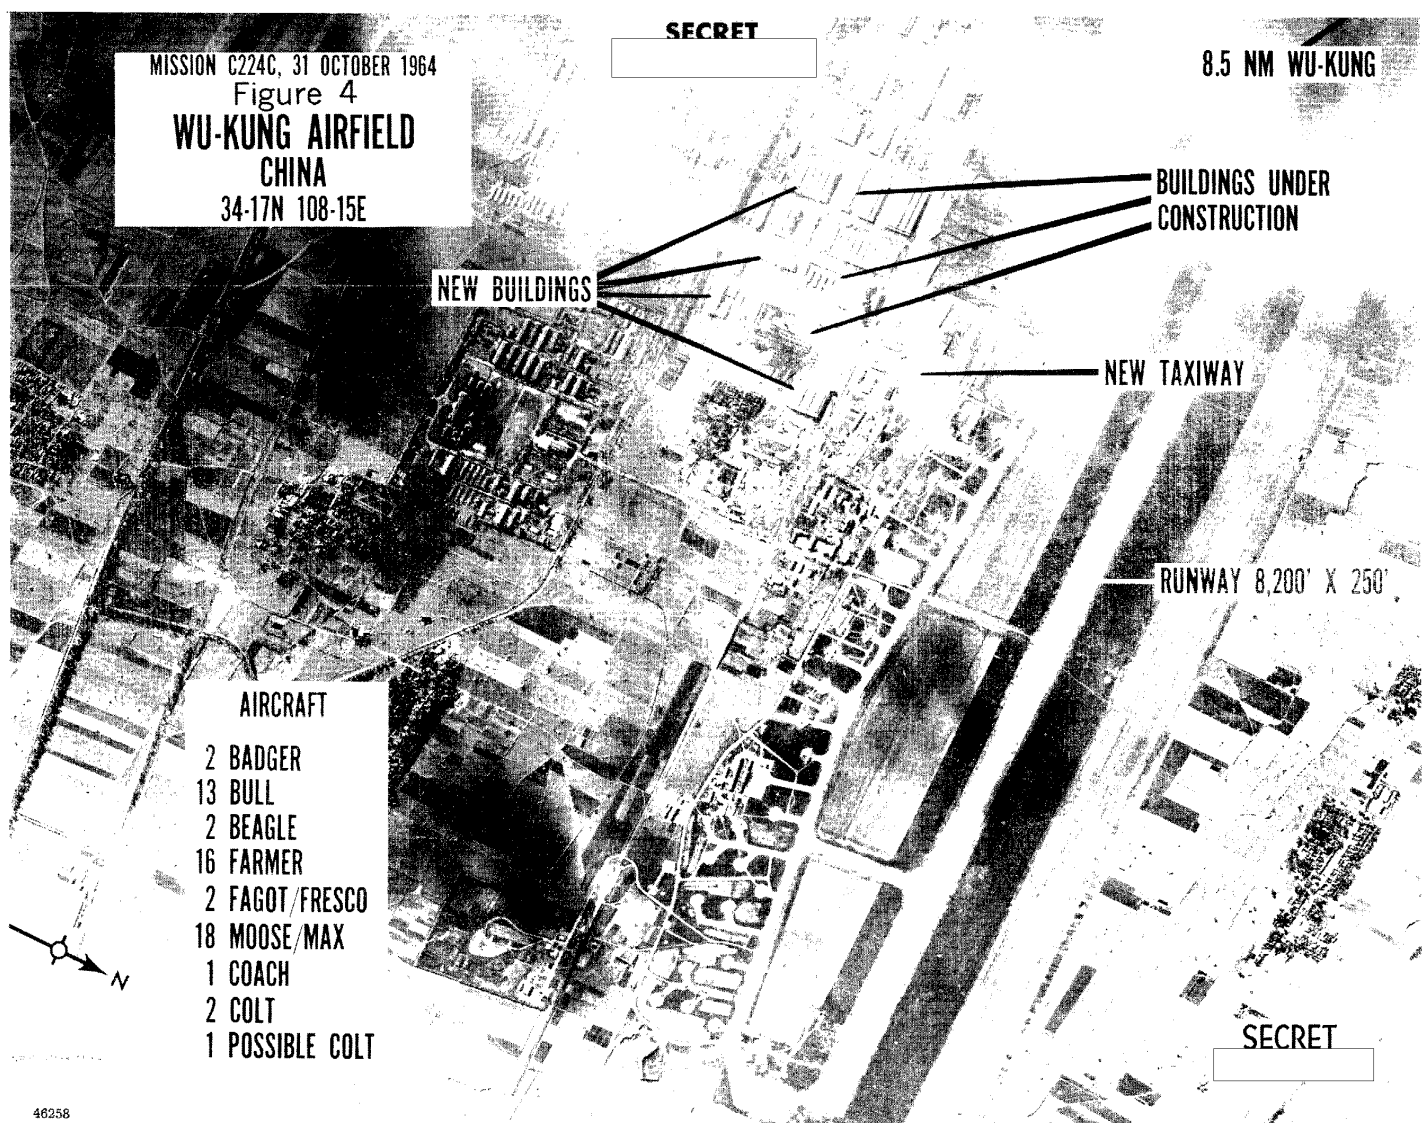 SECRET
MISSION C224C, 31 OCTOBER 1964
Figure 4
WU-KUNG AIRFIELD
CHINA
34-17N 108-15E
8.5 NM WU-KUNG
BUILDINGS UNDER
CONSTRUCTION
NEW BUILDINGS
NEW TAXIWAY
RUNWAY 8,200' X 250'
AIRCRAFT
2 BADGER
13 BULL
2 BEAGLE
16 FARMER
2 FAGOT/FRESCO
18 MOOSE/MAX
1 COACH
2 COLT
1 POSSIBLE COLT
N
SECRET
46258